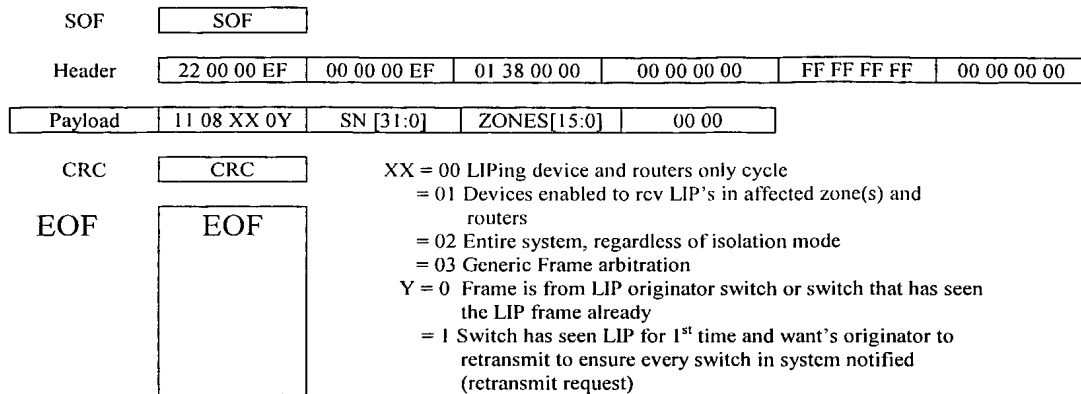 SOF SOF
Header 22 00 00 EF 00 00 00 EF 01 38 00 00 00 00 00 00 FF FF FF FF 00 00 00 00
Payload 11 08 XX 0Y SN [31:0] ZONES[15:0] 00 00
CRC CRC
XX = 00 LIPing device and routers only cycle
= 01 Devices enabled to rcv LIP's in affected zone(s) and
routers
EOF EOF
= 02 Entire system, regardless of isolation mode
= 03 Generic Frame arbitration
Y = 0 Frame is from LIP originator switch or switch that has seen
the LIP frame already
= 1 Switch has seen LIP for 1st time and want's originator to
retransmit to ensure every switch in system notified
(retransmit request)